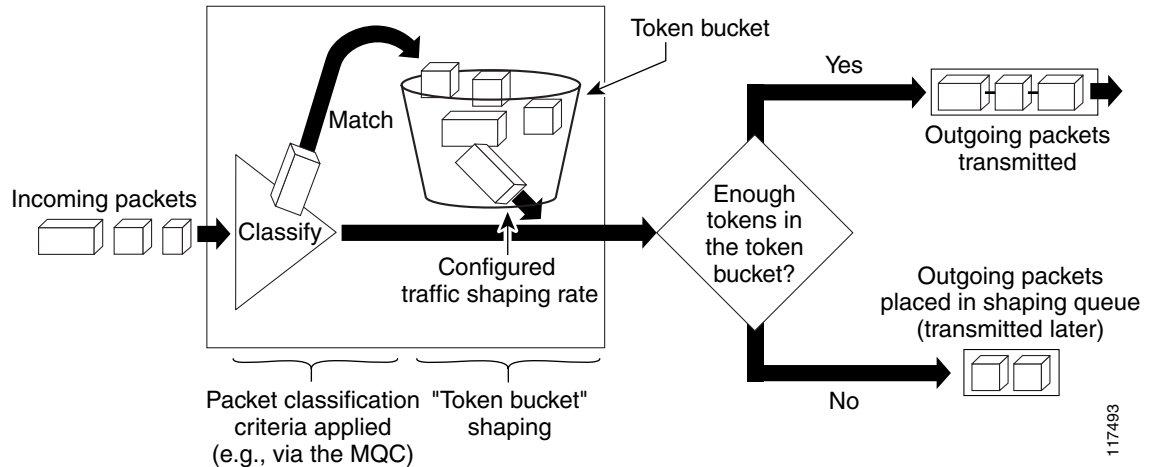 Incoming packets
Classify
Match
Token bucket
Configured
traffic shaping rate
Packet classification
criteria applied
(e.g., via the MQC)
"Token bucket"
shaping
Enough
tokens in
the token
bucket?
Yes
Outgoing packets
transmitted
No
Outgoing packets
placed in shaping queue
(transmitted later)
117493